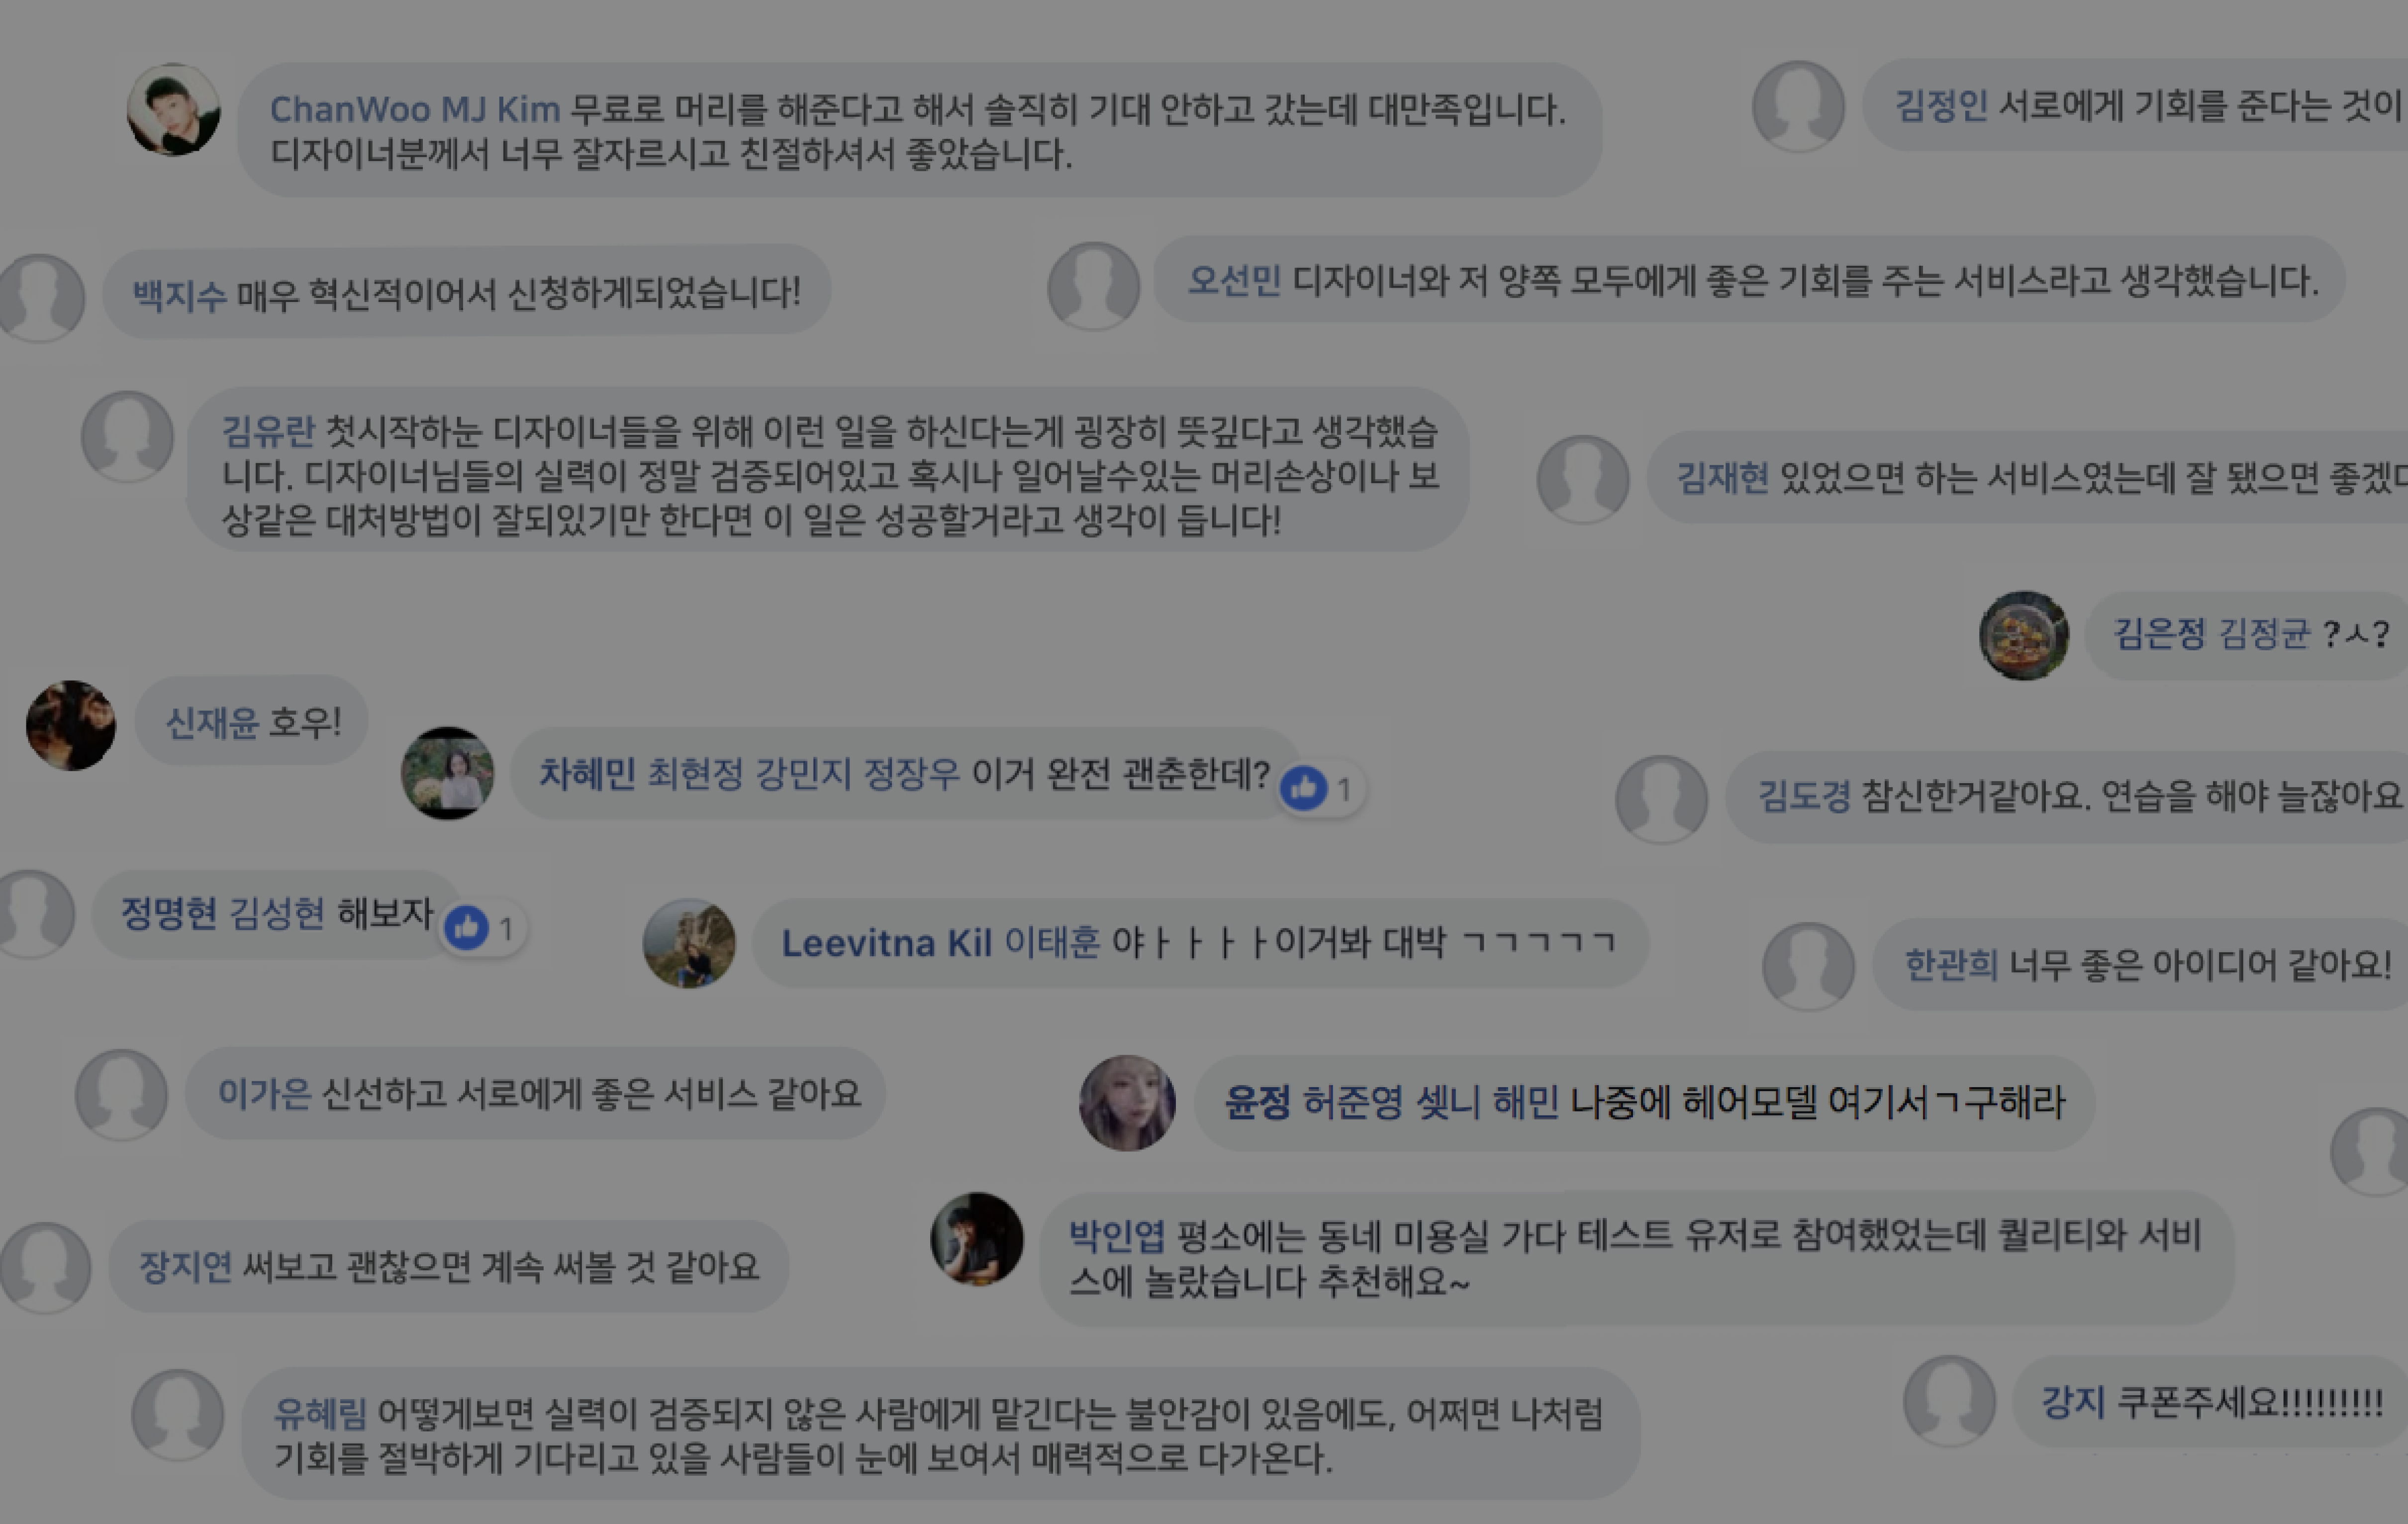 ChanWoo MJ Kim 무료로 머리를 해준다고 해서 솔직히 기대 안하고 갔는데 대만족입니다.
디자이너분께서 너무 잘자르시고 친절하셔서 좋았습니다.
김정인 서로에게 기회를 준다는 것이
백지수 매우 혁신적이어서 신청하게되었습니다!
오선민 디자이너와 저 양쪽 모두에게 좋은 기회를 주는 서비스라고 생각했습니다.
김유란 첫시작하눈 디자이너들을 위해 이런 일을 하신다는게 굉장히 뜻깊다고 생각했습
니다. 디자이너님들의 실력이 정말 검증되어있고 혹시나 일어날수있는 머리손상이나 보
상같은 대처방법이 잘되있기만 한다면 이 일은 성공할거라고 생각이 듭니다!
김재현 있었으면 하는 서비스였는데 잘 됐으면 좋겠다
김은정 김정균 ?ㅅ?
신재윤 호우!
차혜민 최현정 강민지 정장우 이거 완전 괜춘한데?
1
김도경 참신한거같아요. 연습을 해야 늘잖아요
정명현 김성현 해보자
1
Leevitna Kil 이태훈 야ㅏㅏㅏㅏ이거봐 대박 ㄱㄱㄱㄱㄱ
한관희 너무 좋은 아이디어 같아요!
이가은 신선하고 서로에게 좋은 서비스 같아요
윤정 허준영 셎니 해민 나중에 헤어모델 여기서ㄱ구해라
장지연 써보고 괜찮으면 계속 써볼 것 같아요
박인엽 평소에는 동네 미용실 가다 테스트 유저로 참여했었는데 퀄리티와 서비
스에 놀랐습니다 추천해요~
유혜림 어떻게보면 실력이 검증되지 않은 사람에게 맡긴다는 불안감이 있음에도, 어쩌면 나처럼
기회를 절박하게 기다리고 있을 사람들이 눈에 보여서 매력적으로 다가온다.
강지 쿠폰주세요!!!!!!!!!